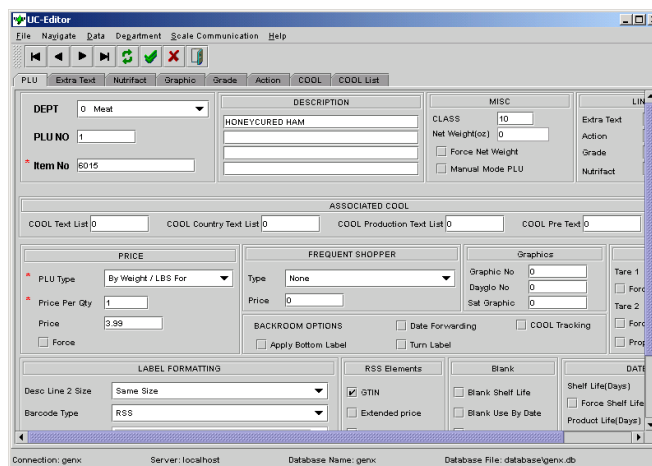 UC-Editor
File Navigate Data Department Scale Communication Help
PLU Extra Text Nutrifact Graphic Grade Action COOL COOL List
DEPT 0 Meat
PLU NO 1
* Item No 6015
DESCRIPTION
HONEYCURED HAM
MISC
CLASS 10
Net Weight(oz) 0
Force Net Weight
Manual Mode PLU
LIN
Extra Text
Action
Grade
Nutrifact
ASSOCIATED COOL
COOL Text List 0 COOL Country Text List 0 COOL Production Text List 0 COOL Pre Text 0
PRICE
* PLU Type By Weight / LBS For
* Price Per Qty 1
Price 3.99
Force
FREQUENT SHOPPER
Type None
Price 0
Graphics
Graphic No 0
Dayglo No 0
Sat Graphic 0
Tare 1
Forc
Tare 2
Forc
Prop
BACKROOM OPTIONS Date Forwarding COOL Tracking
Apply Bottom Label Turn Label
LABEL FORMATTING
Desc Line 2 Size Same Size
Barcode Type RSS
RSS Elements
GTIN
Extended price
Blank
Blank Shelf Life
Blank Use By Date
DATE
Shelf Life(Days)
Force Shelf Life
Product Life(Days)
Connection: genx Server: localhost Database Name: genx Database File: database\genx.db